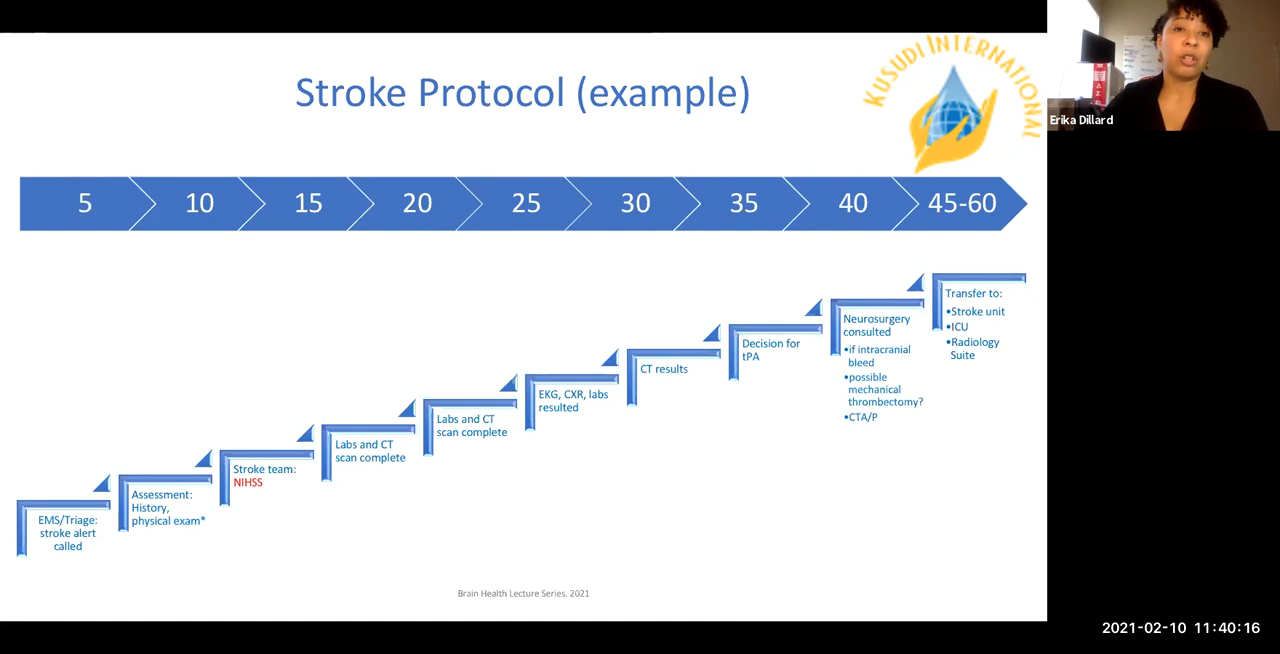 Stroke Protocol (example)
KUSUDI INTERNATIONAL
Erika Dillard
5
10
15
20
25
30
35
40
45-60
EMS/Triage:
stroke alert
called
Assessment:
History,
physical exam*
Stroke team:
NIHSS
Labs and CT
scan complete
Labs and CT
scan complete
EKG, CXR, labs
resulted
CT results
Decision for
tPA
Neurosurgery
consulted
•if intracranial
bleed
•possible
mechanical
thrombectomy?
•CTA/P
Transfer to:
•Stroke unit
•ICU
•Radiology
Suite
Brain Health Lecture Series. 2021
2021-02-10 11:40:16